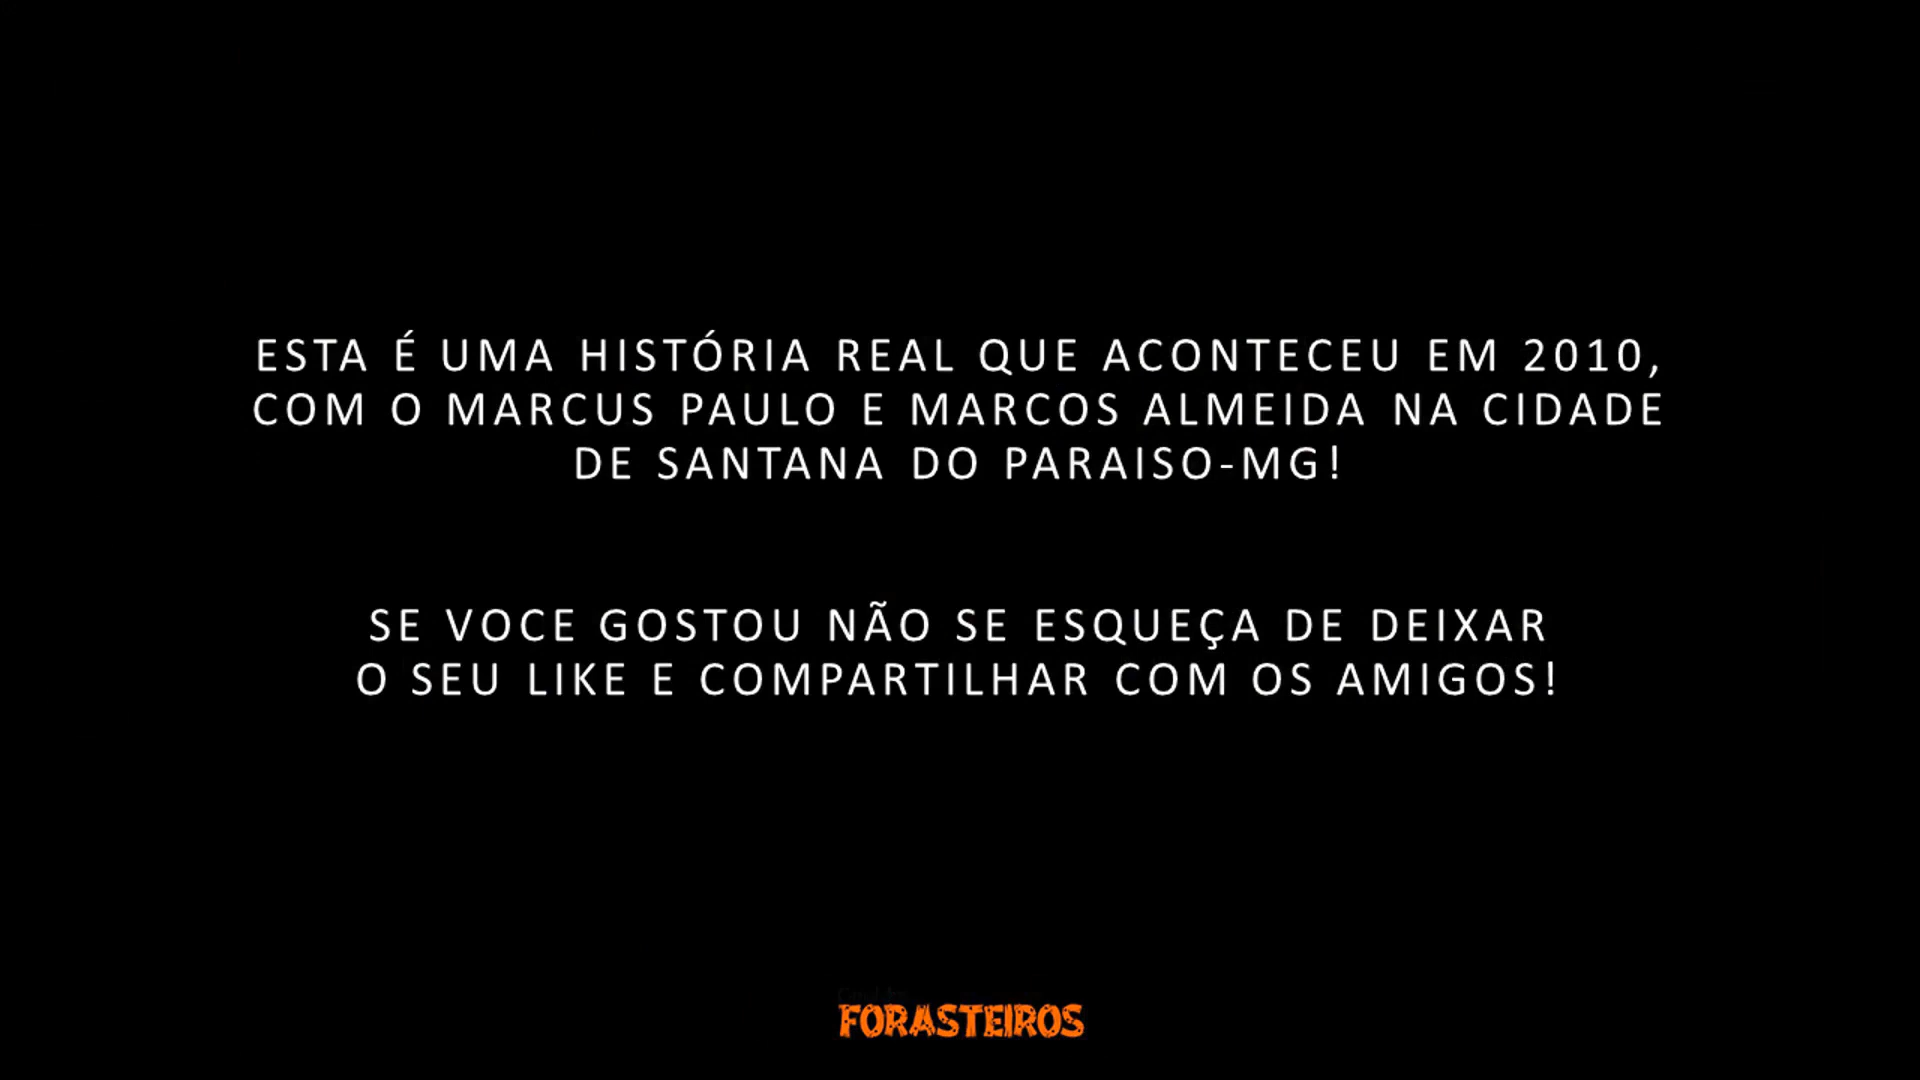 ESTA É UMA HISTÓRIA REAL QUE ACONTECEU EM 2010,
COM O MARCUS PAULO E MARCOS ALMEIDA NA CIDADE
DE SANTANA DO PARAISO-MG!
SE VOCE GOSTOU NÃO SE ESQUEÇA DE DEIXAR
O SEU LIKE E COMPARTILHAR COM OS AMIGOS!
FORASTEIROS